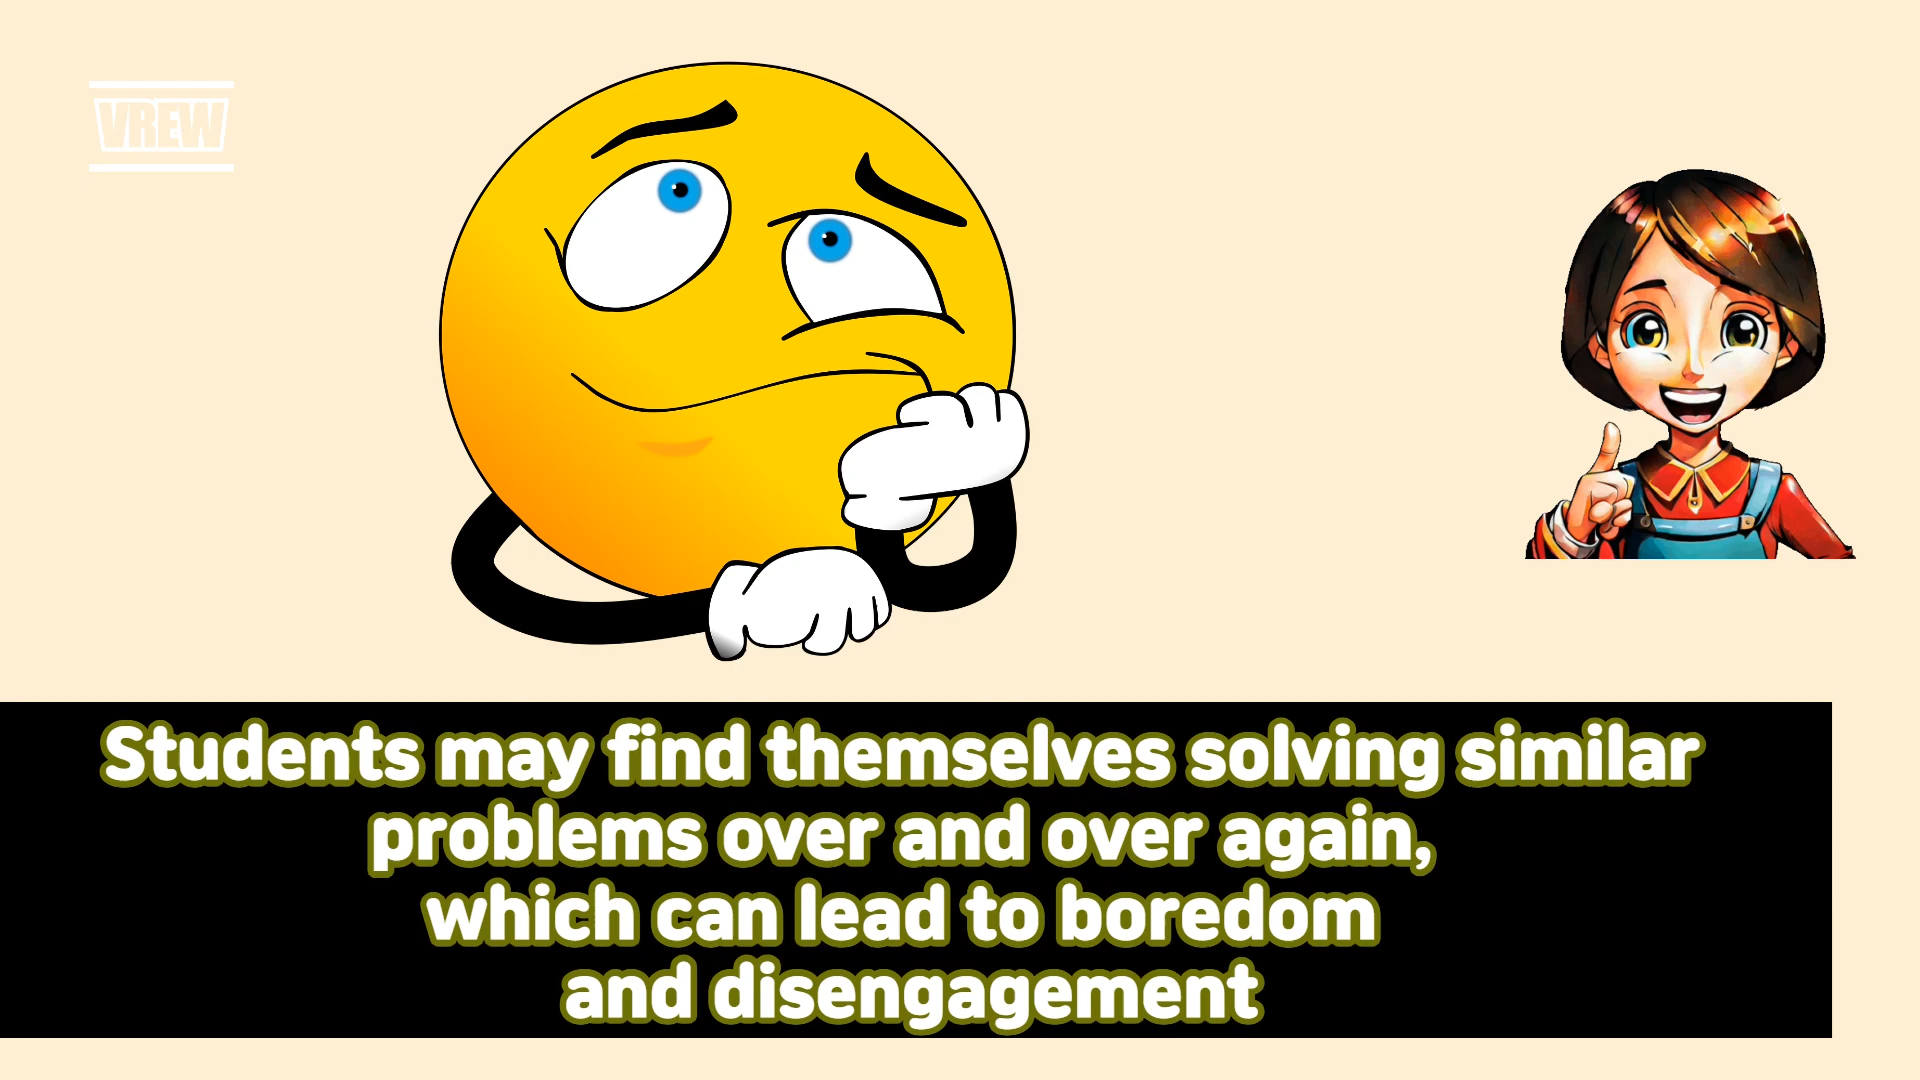 VREW
Students may find themselves solving similar
problems over and over again,
which can lead to boredom
and disengagement